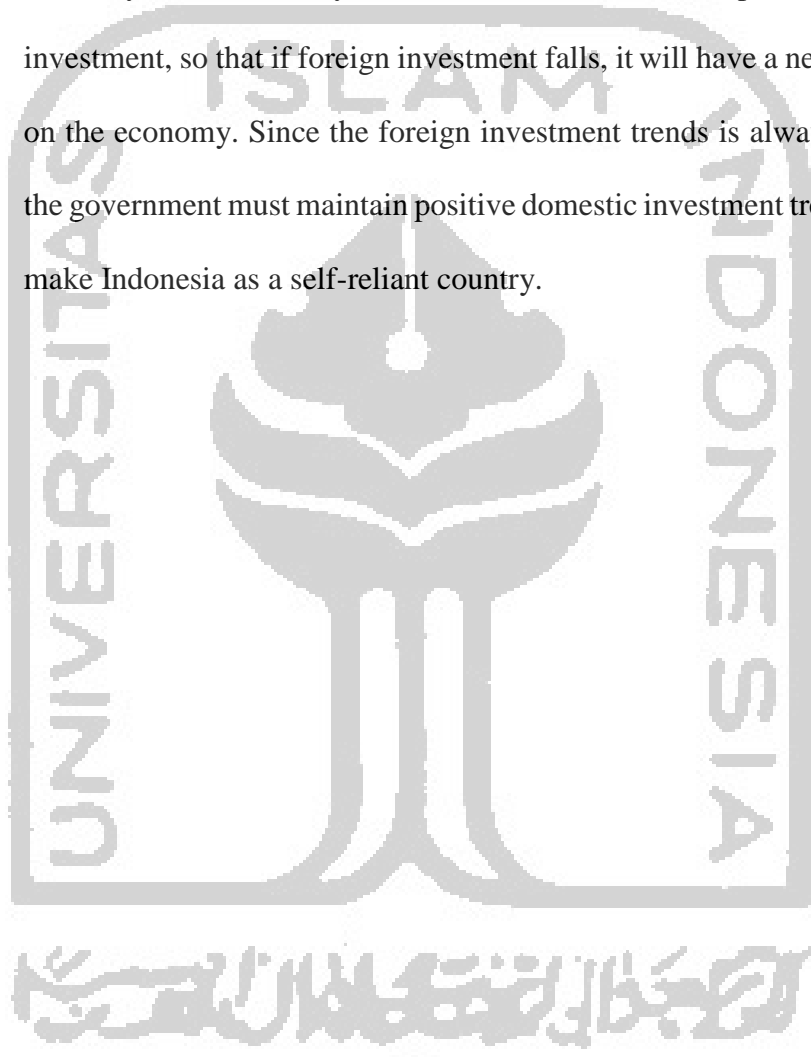 investment, so that if foreign investment falls, it will have a ne
on the economy. Since the foreign investment trends is alwa
the government must maintain positive domestic investment tr
make Indonesia as a self-reliant country.
UNIVERSITAS
ISLAM
INDONESIA